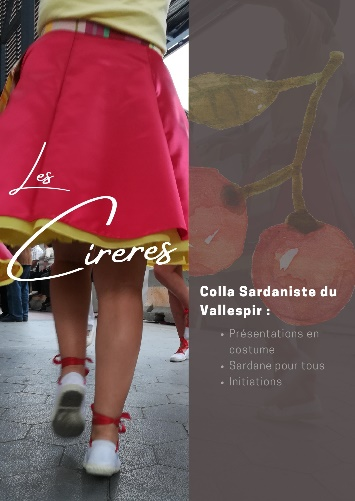 Les
Cireres
Colla Sardaniste du
Vallespir :
• Présentations en
costume
• Sardane pour tous
• Initiations